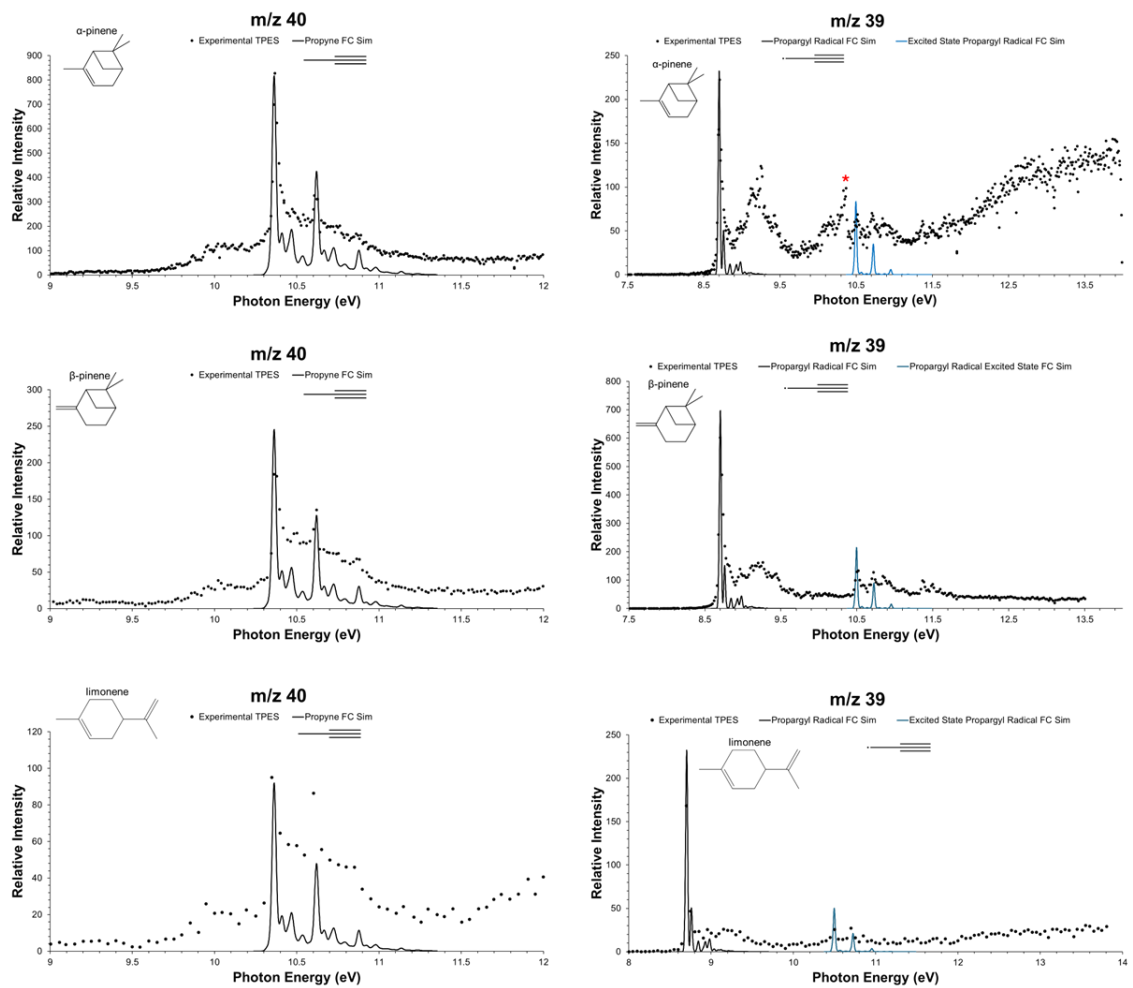 m/z 40
α-pinene
• Experimental TPES — Propyne FC Sim
Relative Intensity
900
800
700
600
500
400
300
200
100
0
9 9.5 10 10.5 11 11.5 12
Photon Energy (eV)
m/z 39
• Experimental TPES — Propargyl Radical FC Sim — Excited State Propargyl Radical FC Sim
α-pinene
Relative Intensity
250
200
150
100
50
0
*
7.5 8.5 9.5 10.5 11.5 12.5 13.5
Photon Energy (eV)
m/z 40
β-pinene
• Experimental TPES — Propyne FC Sim
Relative Intensity
300
250
200
150
100
50
0
9 9.5 10 10.5 11 11.5 12
Photon Energy (eV)
m/z 39
• Experimental TPES — Propargyl Radical FC Sim — Propargyl Radical Excited State FC Sim
β-pinene
Relative Intensity
800
700
600
500
400
300
200
100
0
7.5 8.5 9.5 10.5 11.5 12.5 13.5
Photon Energy (eV)
m/z 40
limonene
• Experimental TPES — Propyne FC Sim
Relative Intensity
120
100
80
60
40
20
0
9 9.5 10 10.5 11 11.5 12
Photon Energy (eV)
m/z 39
• Experimental TPES — Propargyl Radical FC Sim — Excited State Propargyl Radical FC Sim
limonene
Relative Intensity
250
200
150
100
50
0
8 9 10 11 12 13 14
Photon Energy (eV)